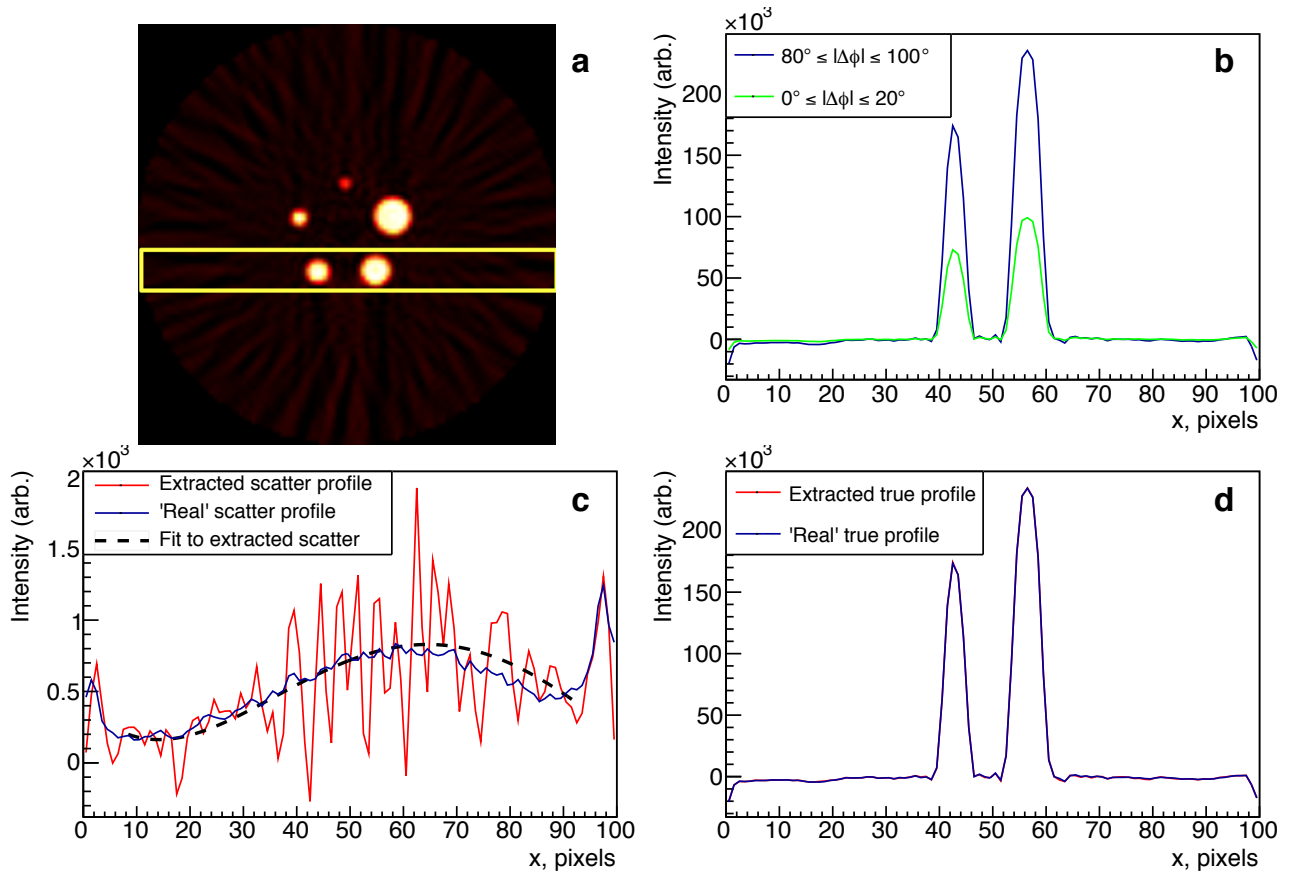 a
×10³
b
80° ≤ |Δϕ| ≤ 100°
0° ≤ |Δϕ| ≤ 20°
Intensity (arb.)
200
150
100
50
0
0 10 20 30 40 50 60 70 80 90 100
x, pixels
×10³
c
Extracted scatter profile
'Real' scatter profile
Fit to extracted scatter
Intensity (arb.)
2
1.5
1
0.5
0
0 10 20 30 40 50 60 70 80 90 100
x, pixels
×10³
d
Extracted true profile
'Real' true profile
Intensity (arb.)
200
150
100
50
0
0 10 20 30 40 50 60 70 80 90 100
x, pixels